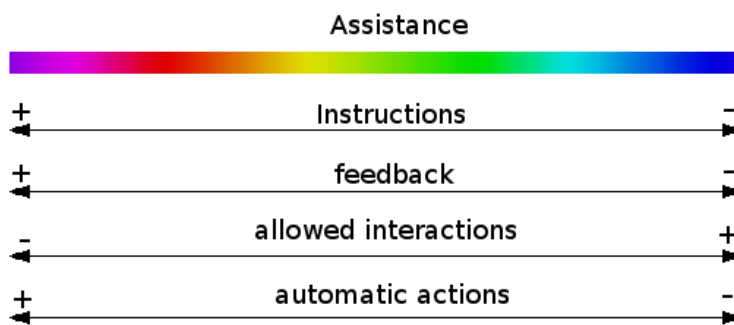 Assistance
+ Instructions -
+ feedback -
- allowed interactions +
+ automatic actions -